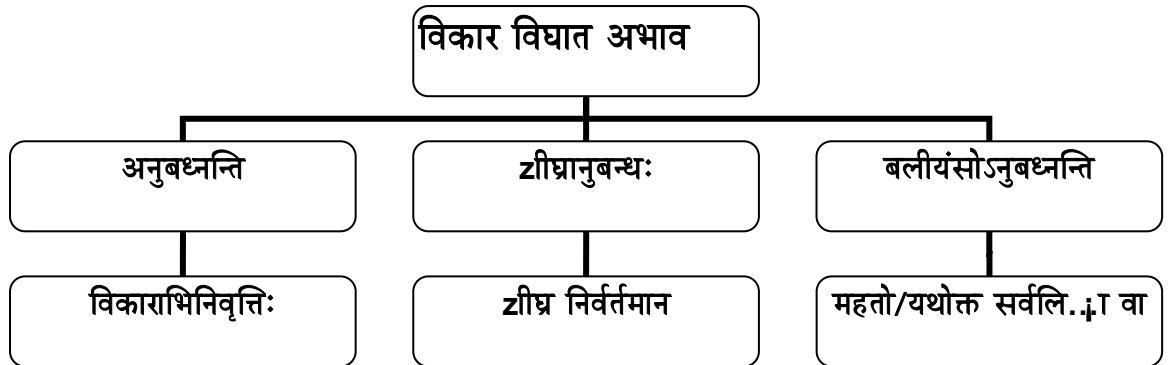 विकार विघात अभाव
अनुबध्नन्ति
zाीघ्रानुबन्धः
बलीयंसोऽनुबध्नन्ति
विकाराभिनिवृत्तिः
zाीघ्र निर्वर्तमान
महतो/यथोक्त सर्वलि..¡ा वा